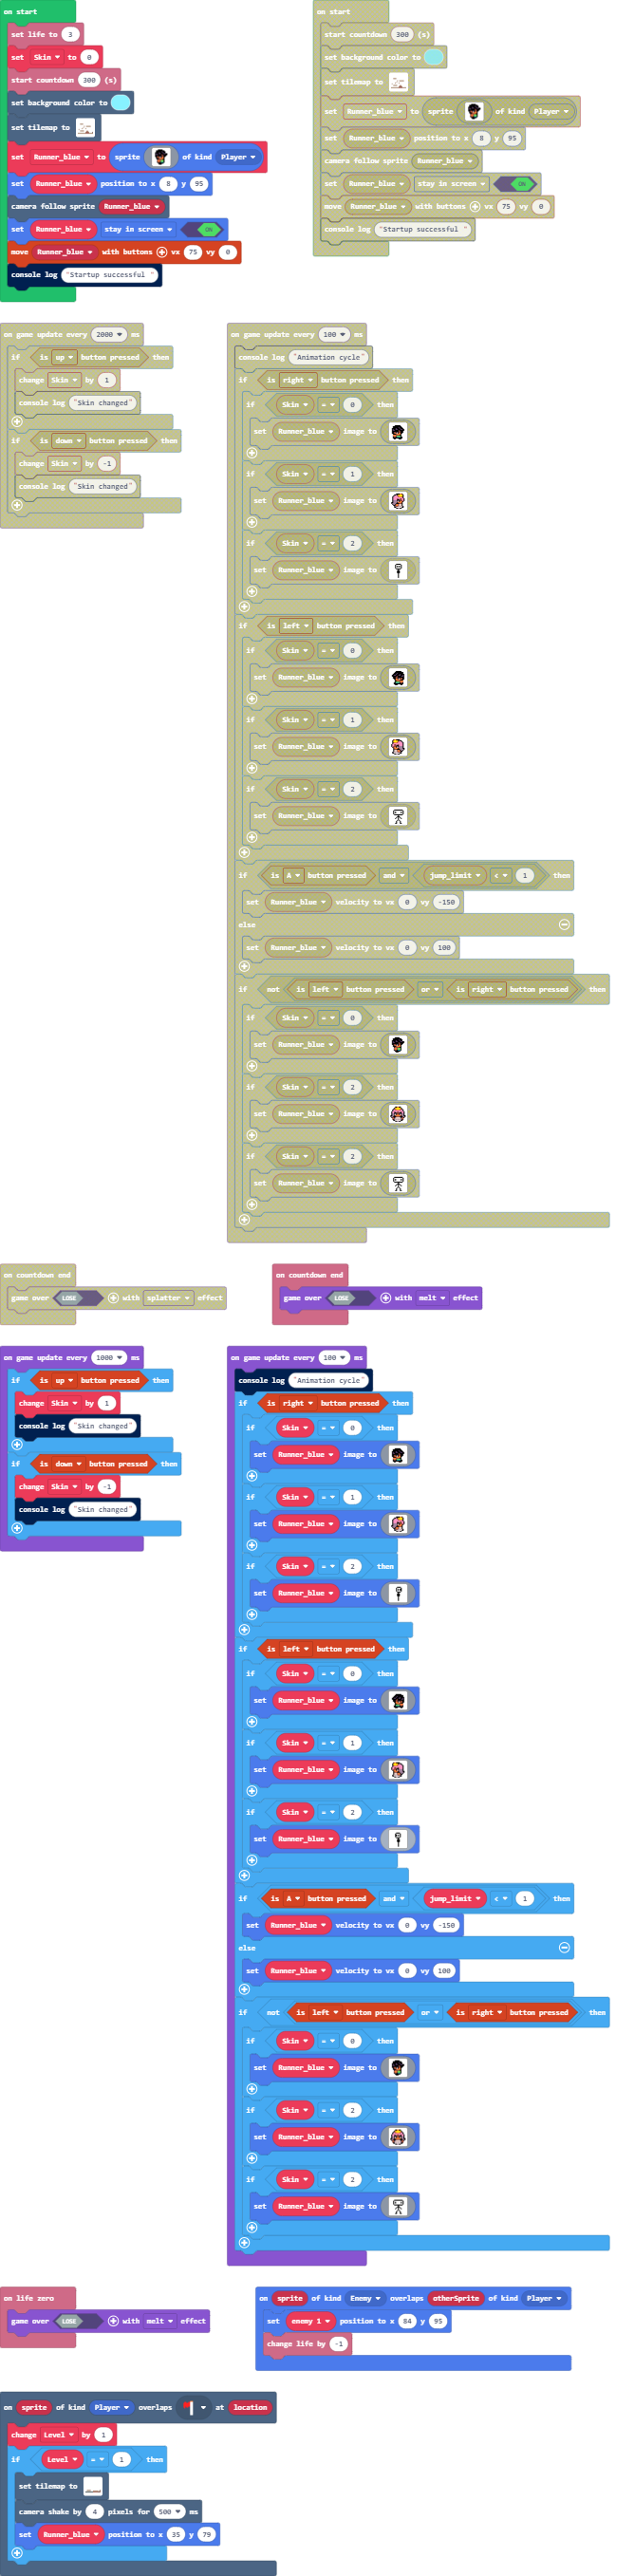 on start
set life to 3
set Skin to 0
start countdown 300 (s)
set background color to
set tilemap to
set Runner_blue to sprite of kind Player
set Runner_blue position to x 8 y 95
camera follow sprite Runner_blue
set Runner_blue stay in screen ON
move Runner_blue with buttons vx 75 vy 0
console log "Startup successful "
on start
start countdown 300 (s)
set background color to
set tilemap to
set Runner_blue to sprite of kind Player
set Runner_blue position to x 8 y 95
camera follow sprite Runner_blue
set Runner_blue stay in screen ON
move Runner_blue with buttons vx 75 vy 0
console log "Startup successful "
on game update every 2000 ms
if is up button pressed then
change Skin by 1
console log "Skin changed"
if is down button pressed then
change Skin by -1
console log "Skin changed"
on game update every 100 ms
console log "Animation cycle"
if is right button pressed then
if Skin = 0 then
set Runner_blue image to
if Skin = 1 then
set Runner_blue image to
if Skin = 2 then
set Runner_blue image to
if is left button pressed then
if Skin = 0 then
set Runner_blue image to
if Skin = 1 then
set Runner_blue image to
if Skin = 2 then
set Runner_blue image to
if is A button pressed and jump_limit < 1 then
set Runner_blue velocity to vx 0 vy -150
else
set Runner_blue velocity to vx 0 vy 100
if not is left button pressed or is right button pressed then
if Skin = 0 then
set Runner_blue image to
if Skin = 2 then
set Runner_blue image to
if Skin = 2 then
set Runner_blue image to
on countdown end
game over LOSE with splatter effect
on countdown end
game over LOSE with melt effect
on game update every 1000 ms
if is up button pressed then
change Skin by 1
console log "Skin changed"
if is down button pressed then
change Skin by -1
console log "Skin changed"
on game update every 100 ms
console log "Animation cycle"
if is right button pressed then
if Skin = 0 then
set Runner_blue image to
if Skin = 1 then
set Runner_blue image to
if Skin = 2 then
set Runner_blue image to
if is left button pressed then
if Skin = 0 then
set Runner_blue image to
if Skin = 1 then
set Runner_blue image to
if Skin = 2 then
set Runner_blue image to
if is A button pressed and jump_limit < 1 then
set Runner_blue velocity to vx 0 vy -150
else
set Runner_blue velocity to vx 0 vy 100
if not is left button pressed or is right button pressed then
if Skin = 0 then
set Runner_blue image to
if Skin = 2 then
set Runner_blue image to
if Skin = 2 then
set Runner_blue image to
on life zero
game over LOSE with melt effect
on sprite of kind Enemy overlaps otherSprite of kind Player
set enemy 1 position to x 84 y 95
change life by -1
on sprite of kind Player overlaps at location
change Level by 1
if Level = 1 then
set tilemap to
camera shake by 4 pixels for 500 ms
set Runner_blue position to x 35 y 79